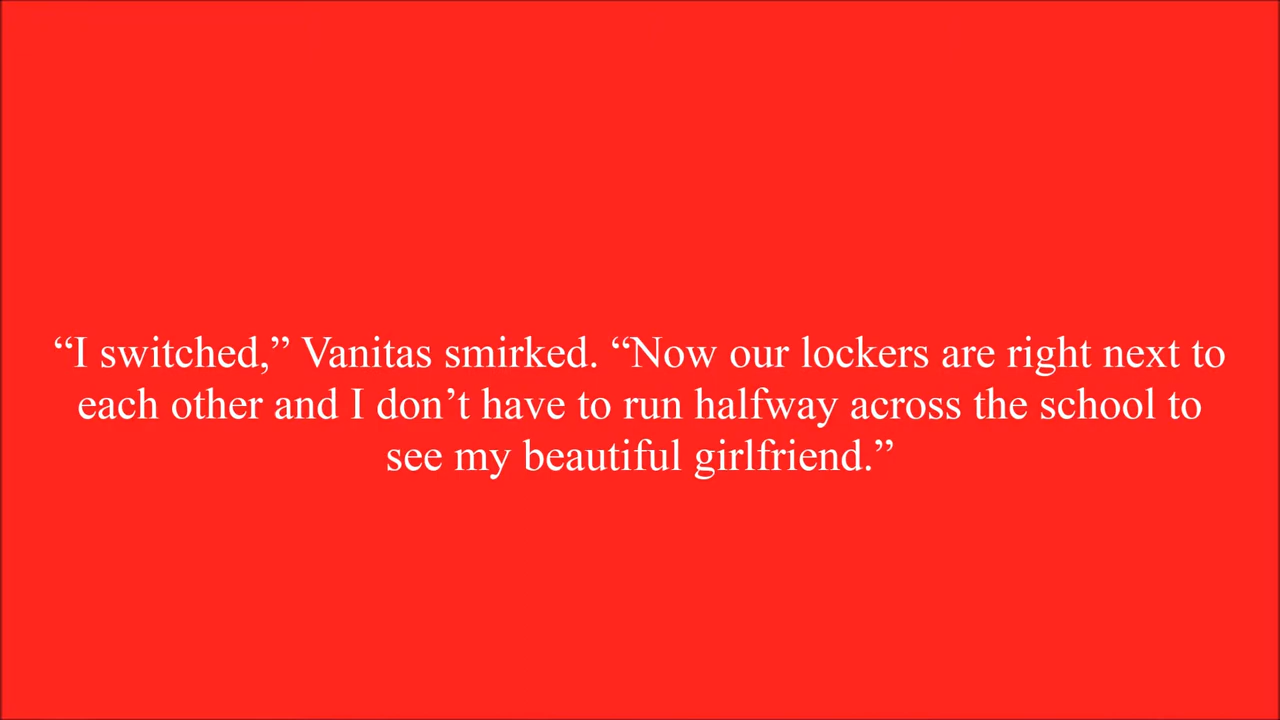 “I switched,” Vanitas smirked. “Now our lockers are right next to
each other and I don’t have to run halfway across the school to
see my beautiful girlfriend.”